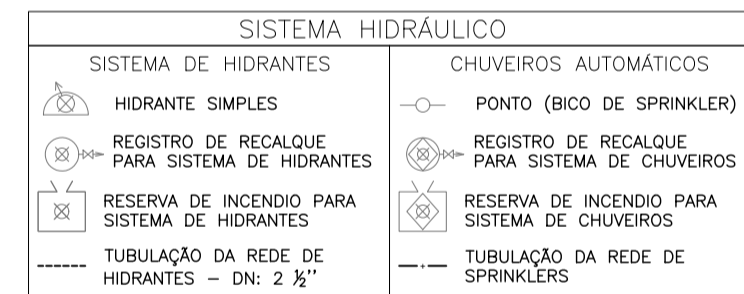 SISTEMA HIDRÁULICO
SISTEMA DE HIDRANTES
HIDRANTE SIMPLES
REGISTRO DE RECALQUE
PARA SISTEMA DE HIDRANTES
RESERVA DE INCENDIO PARA
SISTEMA DE HIDRANTES
TUBULAÇÃO DA REDE DE
HIDRANTES – DN: 2 ½''
CHUVEIROS AUTOMÁTICOS
PONTO (BICO DE SPRINKLER)
REGISTRO DE RECALQUE
PARA SISTEMA DE CHUVEIROS
RESERVA DE INCENDIO PARA
SISTEMA DE CHUVEIROS
TUBULAÇÃO DA REDE DE
SPRINKLERS